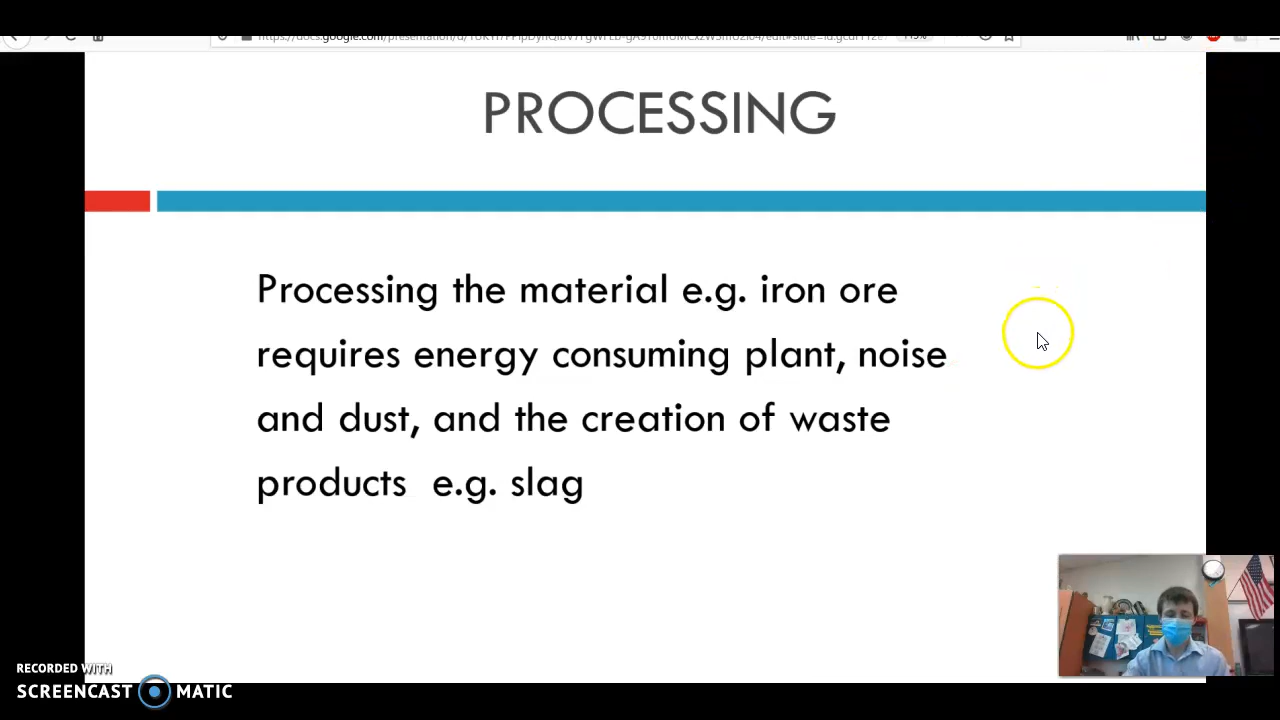 PROCESSING
Processing the material e.g. iron ore
requires energy consuming plant, noise
and dust, and the creation of waste
products e.g. slag
RECORDED WITH
SCREENCAST MATIC